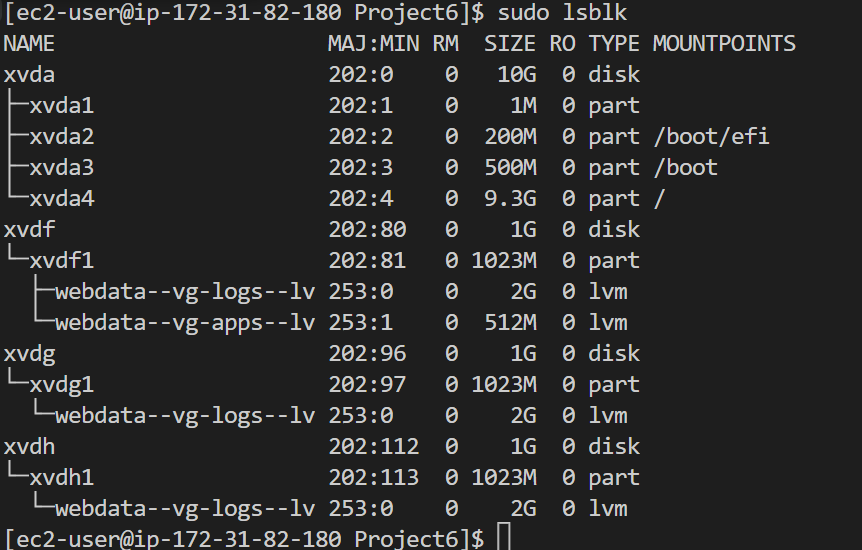 [ec2-user@ip-172-31-82-180 Project6]$ sudo lsblk
NAME                     MAJ:MIN RM  SIZE RO TYPE MOUNTPOINTS
xvda                     202:0    0   10G  0 disk
├─xvda1                  202:1    0    1M  0 part
├─xvda2                  202:2    0  200M  0 part /boot/efi
├─xvda3                  202:3    0  500M  0 part /boot
└─xvda4                  202:4    0  9.3G  0 part /
xvdf                     202:80   0    1G  0 disk
└─xvdf1                  202:81   0 1023M  0 part
  ├─webdata--vg-logs--lv 253:0    0    2G  0 lvm
  └─webdata--vg-apps--lv 253:1    0  512M  0 lvm
xvdg                     202:96   0    1G  0 disk
└─xvdg1                  202:97   0 1023M  0 part
  └─webdata--vg-logs--lv 253:0    0    2G  0 lvm
xvdh                     202:112  0    1G  0 disk
└─xvdh1                  202:113  0 1023M  0 part
  └─webdata--vg-logs--lv 253:0    0    2G  0 lvm
[ec2-user@ip-172-31-82-180 Project6]$